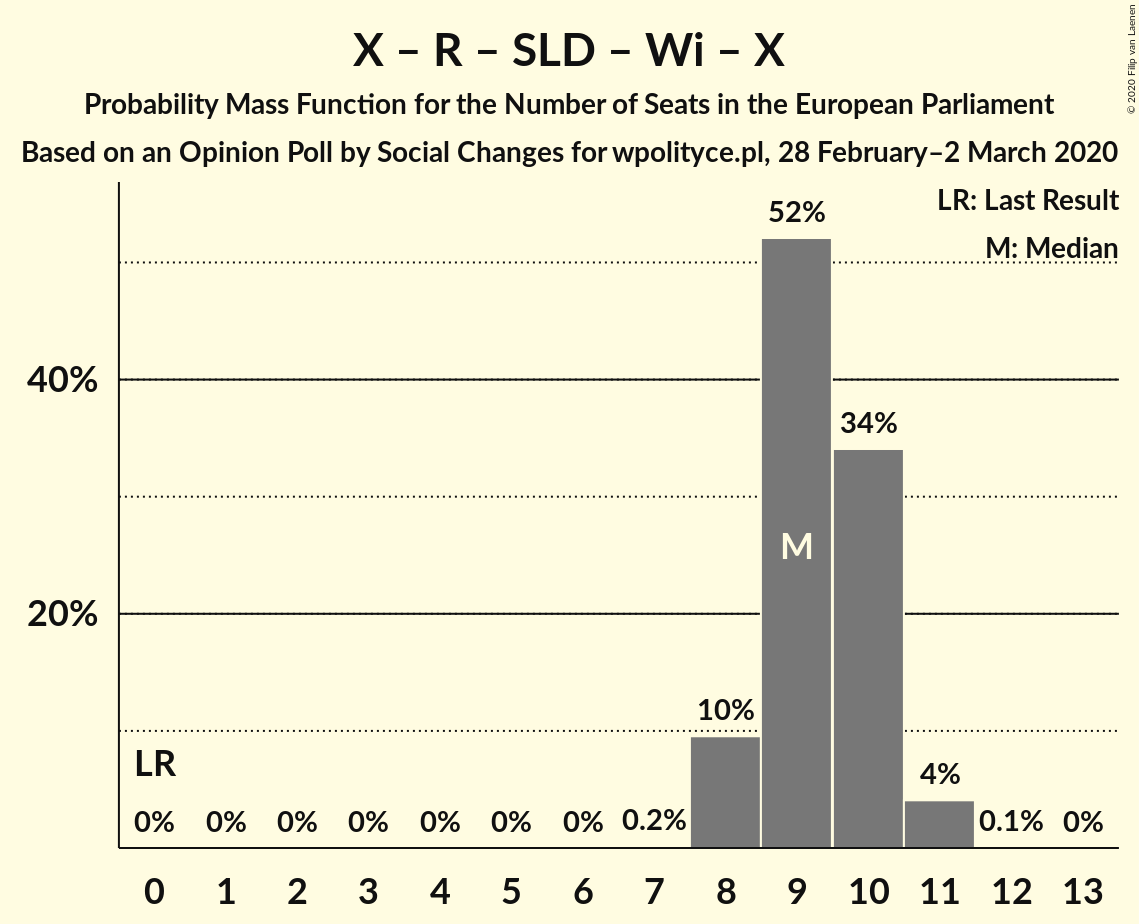 X – R – SLD – Wi – X
Probability Mass Function for the Number of Seats in the European Parliament
Based on an Opinion Poll by Social Changes for wpolityce.pl, 28 February–2 March 2020
© 2020 Filip van Laenen
LR: Last Result
M: Median
52%
40%
34%
M
20%
10%
LR
4%
0% 0% 0% 0% 0% 0% 0% 0.2% 0.1% 0%
0 1 2 3 4 5 6 7 8 9 10 11 12 13